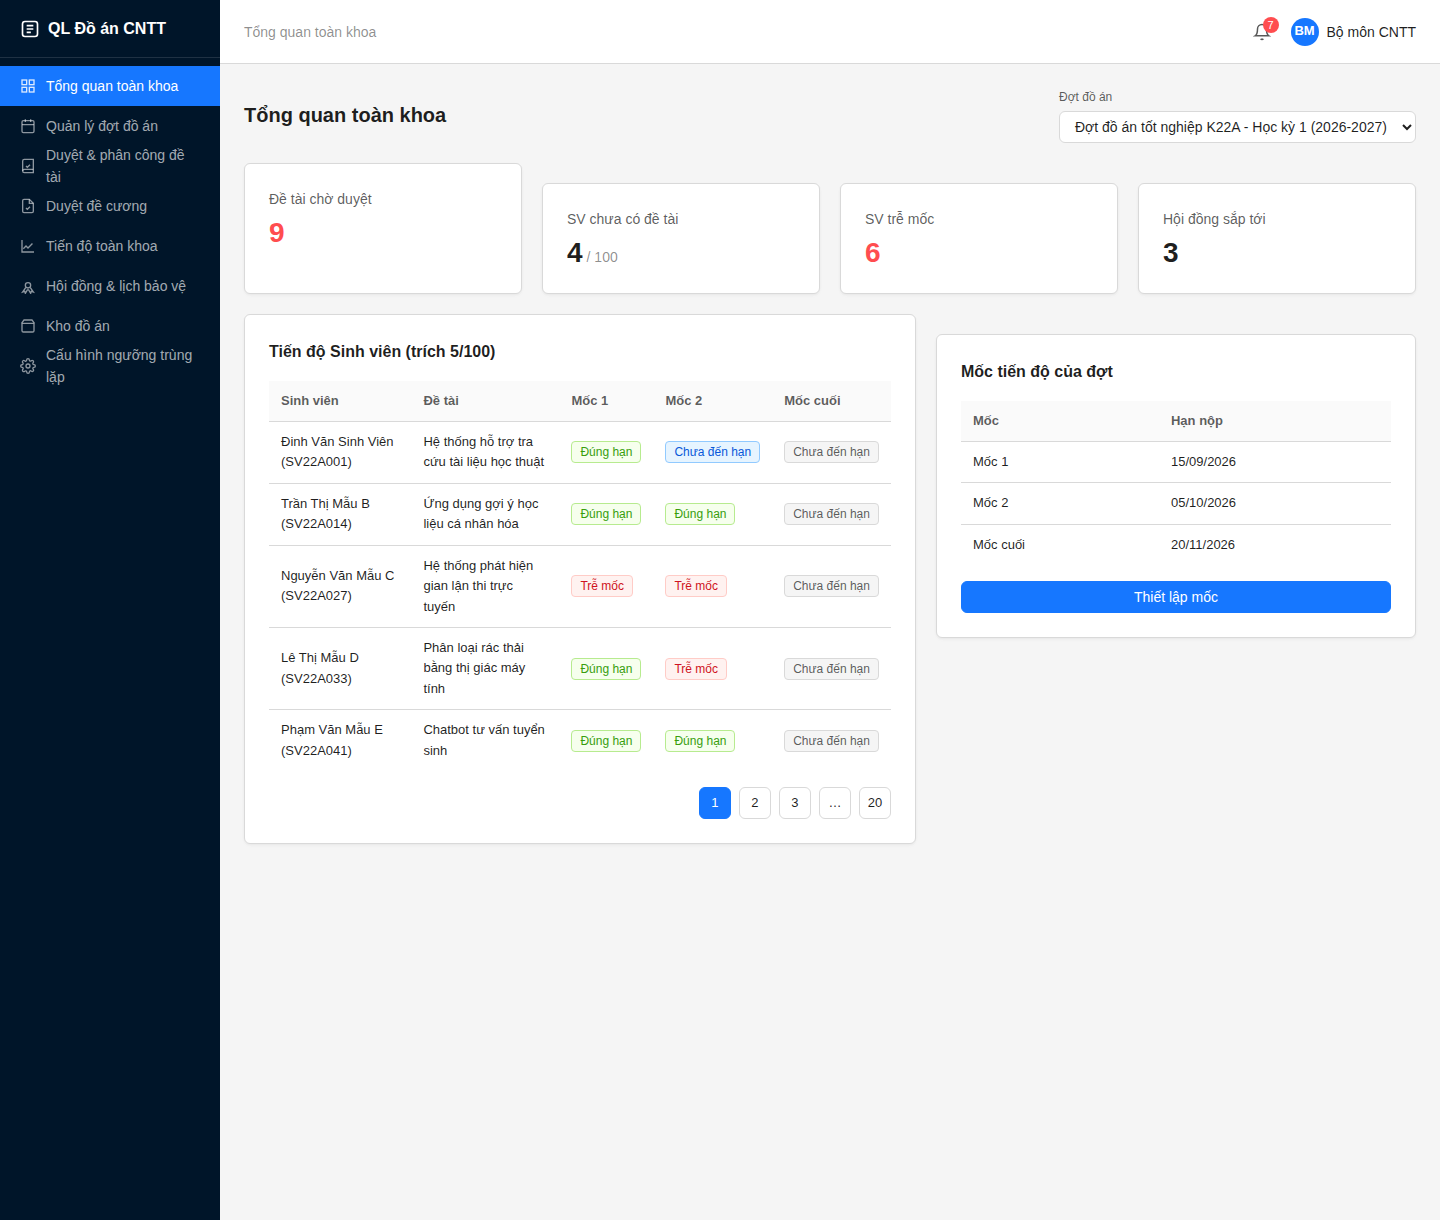 QL Đồ án CNTT
Tổng quan toàn khoa
Quản lý đợt đồ án
Duyệt & phân công đề
tài
Duyệt đề cương
Tiến độ toàn khoa
Hội đồng & lịch bảo vệ
Kho đồ án
Cấu hình ngưỡng trùng
lặp
Tổng quan toàn khoa
7
BM
Bộ môn CNTT
Tổng quan toàn khoa
Đợt đồ án
Đợt đồ án tốt nghiệp K22A - Học kỳ 1 (2026-2027)
Đề tài chờ duyệt
9
SV chưa có đề tài
4 / 100
SV trễ mốc
6
Hội đồng sắp tới
3
Tiến độ Sinh viên (trích 5/100)
Sinh viên Đề tài Mốc 1 Mốc 2 Mốc cuối
Đinh Văn Sinh Viên
(SV22A001)
Hệ thống hỗ trợ tra
cứu tài liệu học thuật
Đúng hạn
Chưa đến hạn
Chưa đến hạn
Trần Thị Mẫu B
(SV22A014)
Ứng dụng gợi ý học
liệu cá nhân hóa
Đúng hạn
Đúng hạn
Chưa đến hạn
Nguyễn Văn Mẫu C
(SV22A027)
Hệ thống phát hiện
gian lận thi trực
tuyến
Trễ mốc
Trễ mốc
Chưa đến hạn
Lê Thị Mẫu D
(SV22A033)
Phân loại rác thải
bằng thị giác máy
tính
Đúng hạn
Trễ mốc
Chưa đến hạn
Phạm Văn Mẫu E
(SV22A041)
Chatbot tư vấn tuyển
sinh
Đúng hạn
Đúng hạn
Chưa đến hạn
1 2 3 … 20
Mốc tiến độ của đợt
Mốc Hạn nộp
Mốc 1 15/09/2026
Mốc 2 05/10/2026
Mốc cuối 20/11/2026
Thiết lập mốc